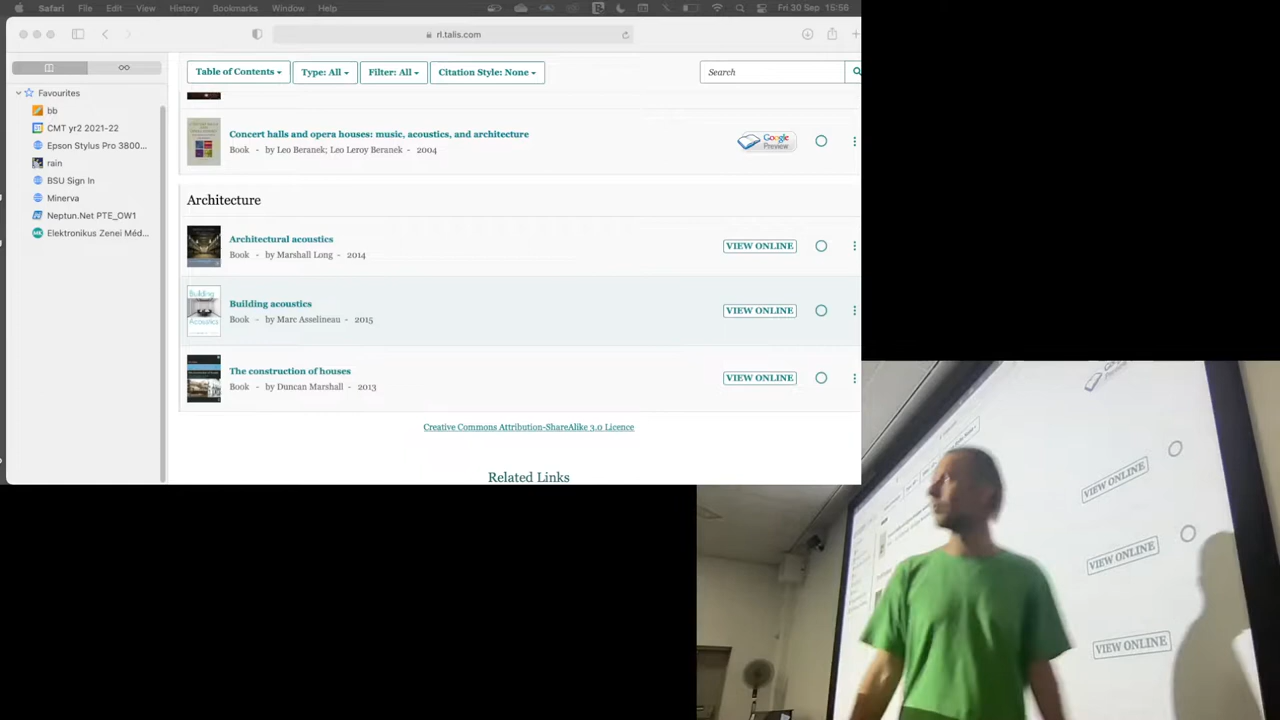 Safari File Edit View History Bookmarks Window Help Fri 30 Sep 15:56
rl.talis.com
Favourites
bb
CMT yr2 2021-22
Epson Stylus Pro 3800...
rain
BSU Sign In
Minerva
Neptun.Net PTE_OW1
MK Elektronikus Zenei Méd...
Table of Contents Type: All Filter: All Citation Style: None Search
Concert halls and opera houses: music, acoustics, and architecture
Book - by Leo Beranek; Leo Leroy Beranek - 2004
Google Preview
Architecture
Architectural acoustics
Book - by Marshall Long - 2014
VIEW ONLINE
Building acoustics
Book - by Marc Asselineau - 2015
VIEW ONLINE
Building Acoustics
The construction of houses
Book - by Duncan Marshall - 2013
VIEW ONLINE
Creative Commons Attribution-ShareAlike 3.0 Licence
Related Links
Preview
VIEW ONLINE
VIEW ONLINE
VIEW ONLINE